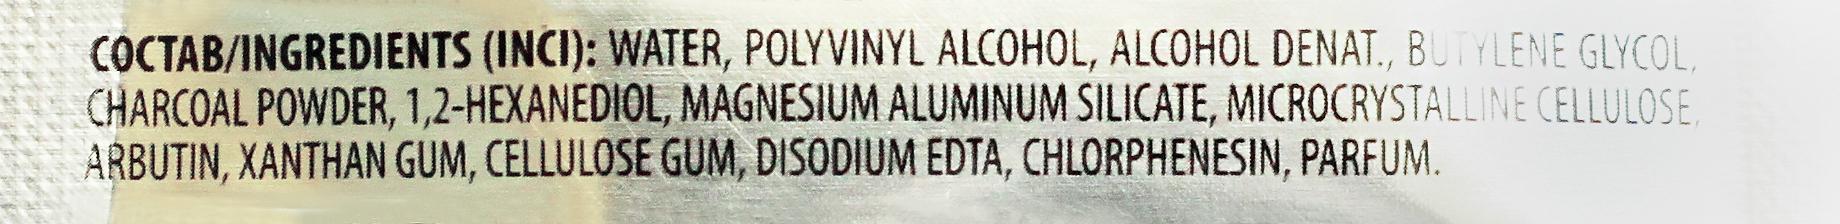 СОСТАВ/INGREDIENTS (INCI): WATER, POLYVINYL ALCOHOL, ALCOHOL DENAT., BUTYLENE GLYCOL,
CHARCOAL POWDER, 1,2-HEXANEDIOL, MAGNESIUM ALUMINUM SILICATE, MICROCRYSTALLINE CELLULOSE,
ARBUTIN, XANTHAN GUM, CELLULOSE GUM, DISODIUM EDTA, CHLORPHENESIN, PARFUM.